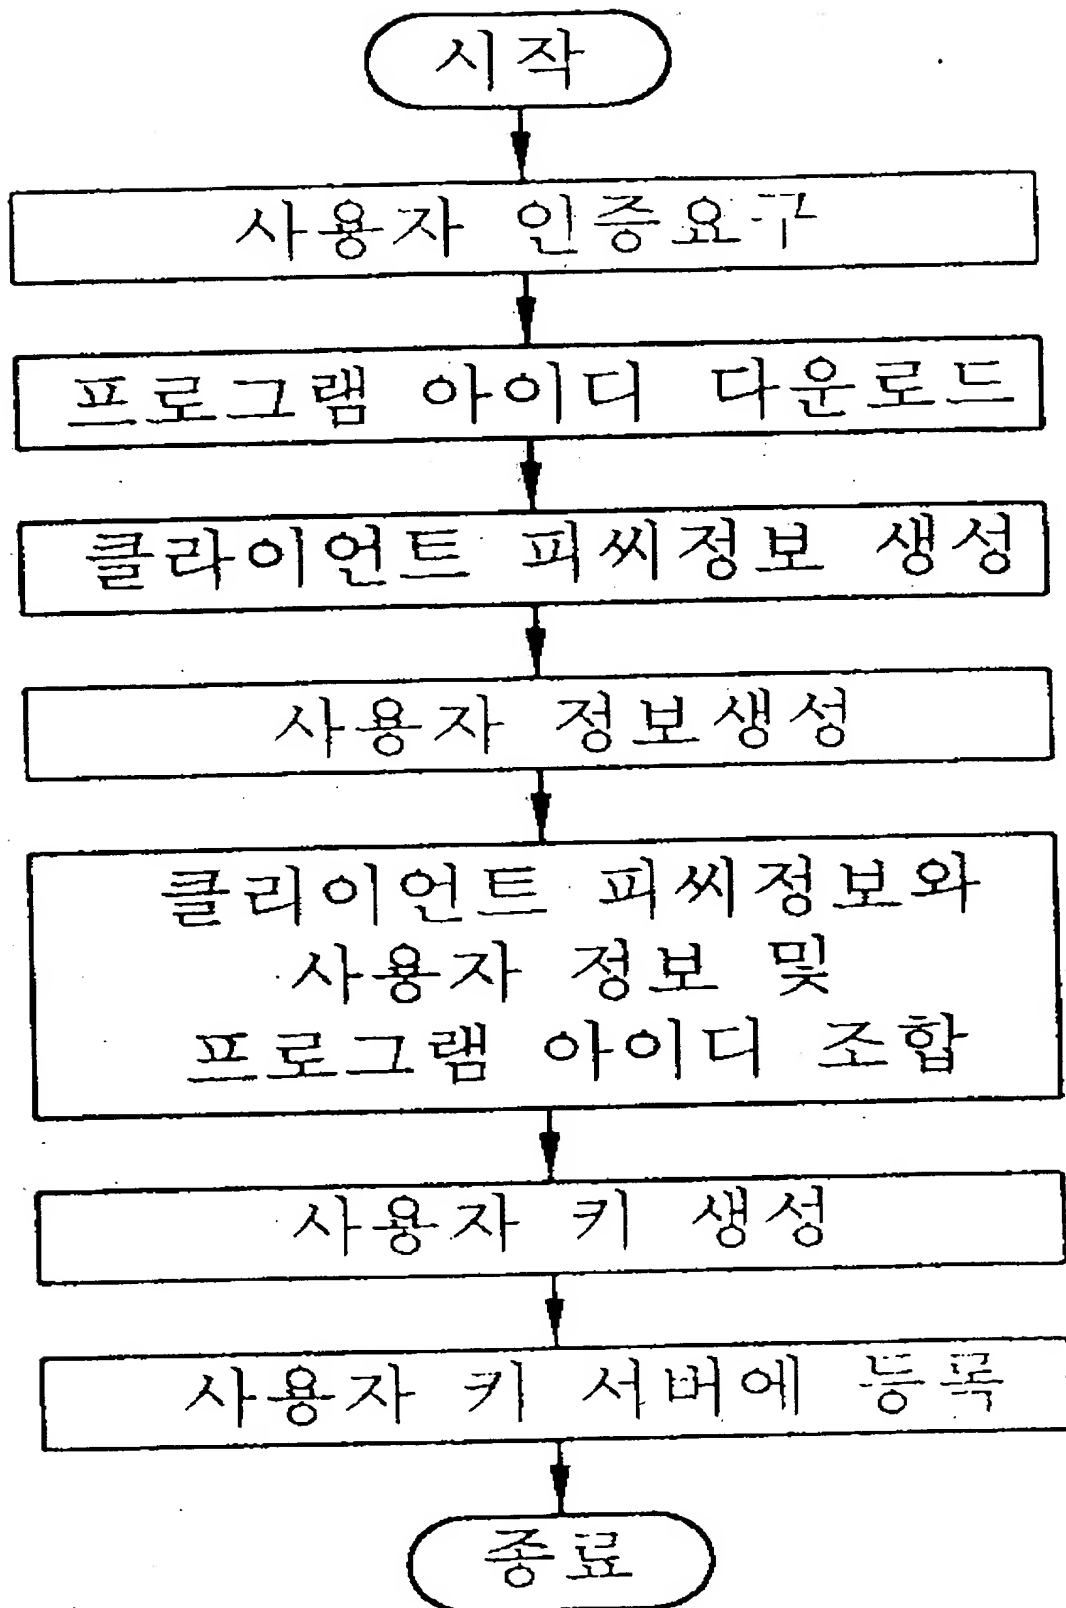 시작
사용자 인증요구
프로그램 아이디 다운로드
클라이언트 피씨정보 생성
사용자 정보생성
클리이언트 피씨정보와
사용자 정보 및
프로그램 아이디 조합
사용자 키 생성
사용자 키 서버에 등록
종료